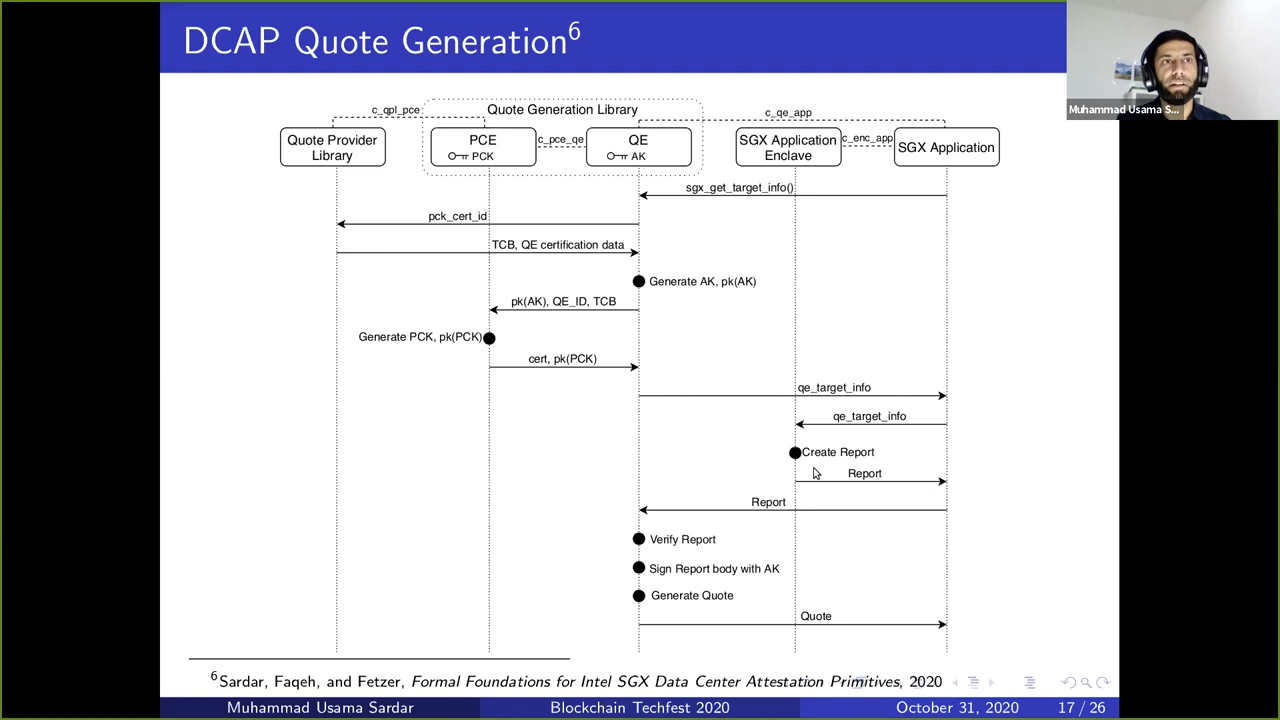 DCAP Quote Generation6
Muhammad Usama S...
c_qpl_pce
Quote Generation Library
c_qe_app
Quote Provider
Library
PCE
PCK
c_pce_qe
QE
AK
SGX Application
Enclave
c_enc_app
SGX Application
sgx_get_target_info()
pck_cert_id
TCB, QE certification data
Generate AK, pk(AK)
pk(AK), QE_ID, TCB
Generate PCK, pk(PCK)
cert, pk(PCK)
qe_target_info
qe_target_info
Create Report
Report
Report
Verify Report
Sign Report body with AK
Generate Quote
Quote
6Sardar, Faqeh, and Fetzer, Formal Foundations for Intel SGX Data Center Attestation Primitives, 2020
Muhammad Usama Sardar Blockchain Techfest 2020 October 31, 2020 17 / 26